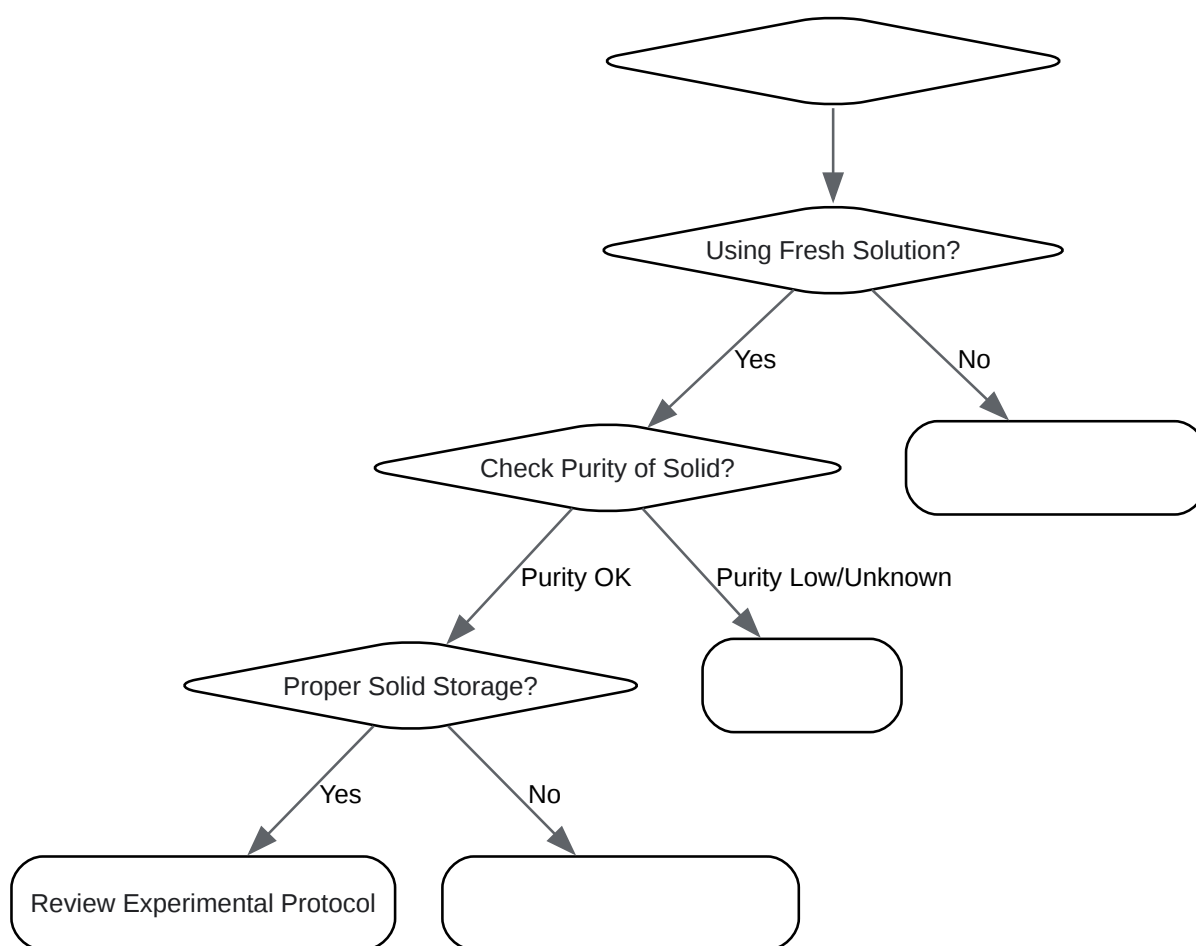 Using Fresh Solution?
Yes
No
Check Purity of Solid?
Purity OK
Purity Low/Unknown
Proper Solid Storage?
Yes
No
Review Experimental Protocol